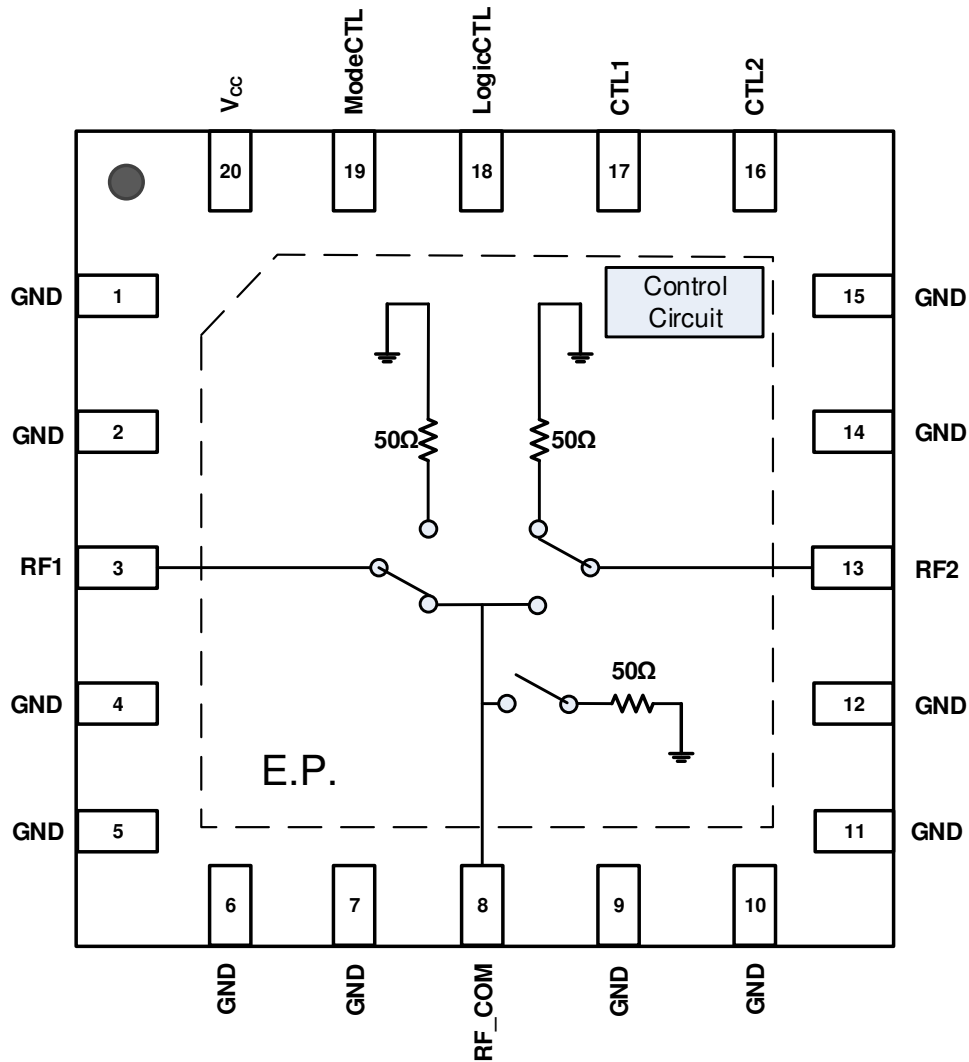 VCC
ModeCTL
LogicCTL
CTL1
CTL2
20
19
18
17
16
GND
1
Control
Circuit
15
GND
GND
2
50Ω
50Ω
14
GND
RF1
3
13
RF2
GND
4
50Ω
12
GND
E.P.
GND
5
11
GND
6
7
8
9
10
GND
GND
RF_COM
GND
GND